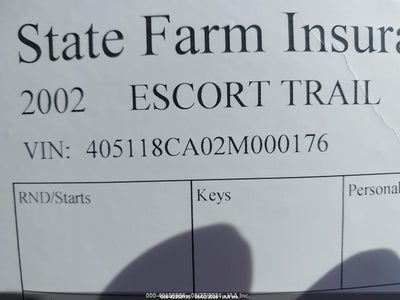 State Farm Insura
2002 ESCORT TRAIL
VIN: 405118CA02M000176
RND/Starts Keys Personal